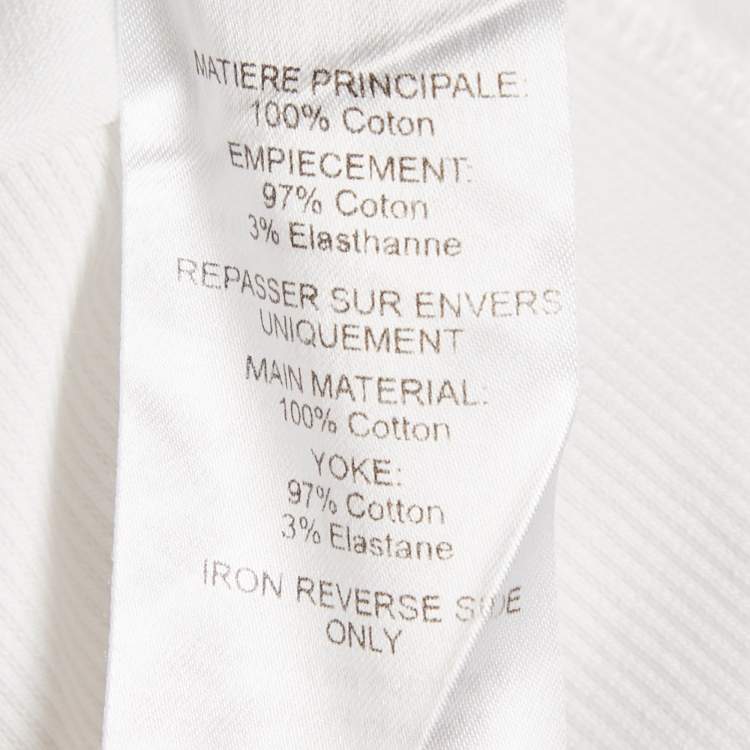 MATIERE PRINCIPALE:
100% Coton
EMPIECEMENT:
97% Coton
3% Elasthanne
REPASSER SUR ENVERS
UNIQUEMENT
MAIN MATERIAL:
100% Cotton
YOKE:
97% Cotton
3% Elastane
IRON REVERSE SIDE
ONLY